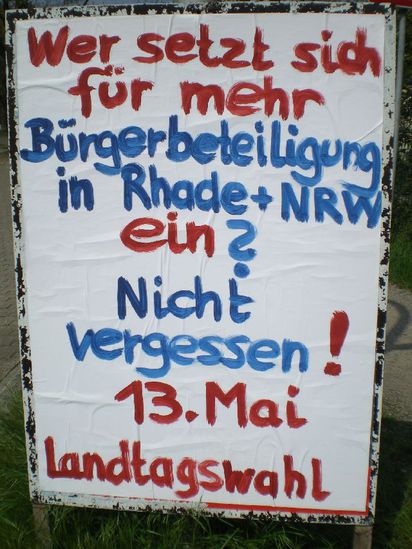 Wer setzt sich
für mehr
Bürgerbeteiligung
in Rhade + NRW
ein ?
Nicht
vergessen !
13. Mai
Landtagswahl